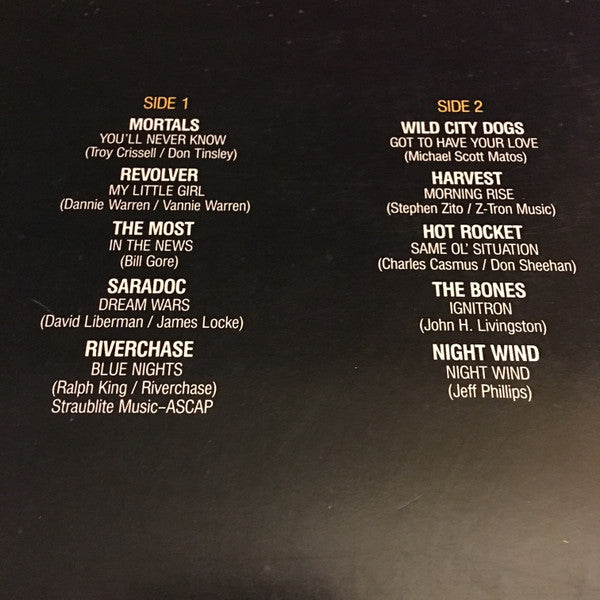 SIDE 1
MORTALS
YOU'LL NEVER KNOW
(Troy Crissell / Don Tinsley)
REVOLVER
MY LITTLE GIRL
(Dannie Warren / Vannie Warren)
THE MOST
IN THE NEWS
(Bill Gore)
SARADOC
DREAM WARS
(David Liberman / James Locke)
RIVERCHASE
BLUE NIGHTS
(Ralph King / Riverchase)
Straublite Music–ASCAP
SIDE 2
WILD CITY DOGS
GOT TO HAVE YOUR LOVE
(Michael Scott Matos)
HARVEST
MORNING RISE
(Stephen Zito / Z-Tron Music)
HOT ROCKET
SAME OL' SITUATION
(Charles Casmus / Don Sheehan)
THE BONES
IGNITRON
(John H. Livingston)
NIGHT WIND
NIGHT WIND
(Jeff Phillips)